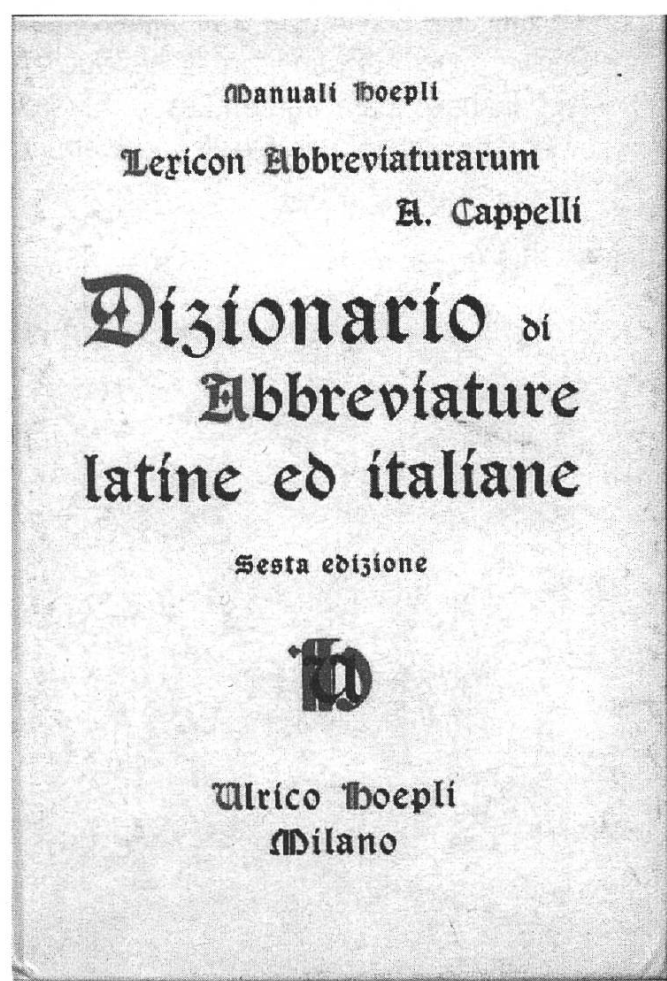 Manuali Hoepli
Lexicon Abbreviaturarum
A. Cappelli
Dizionario di
Abbreviature
latine ed italiane
Sesta edizione
Ulrico Hoepli
Milano